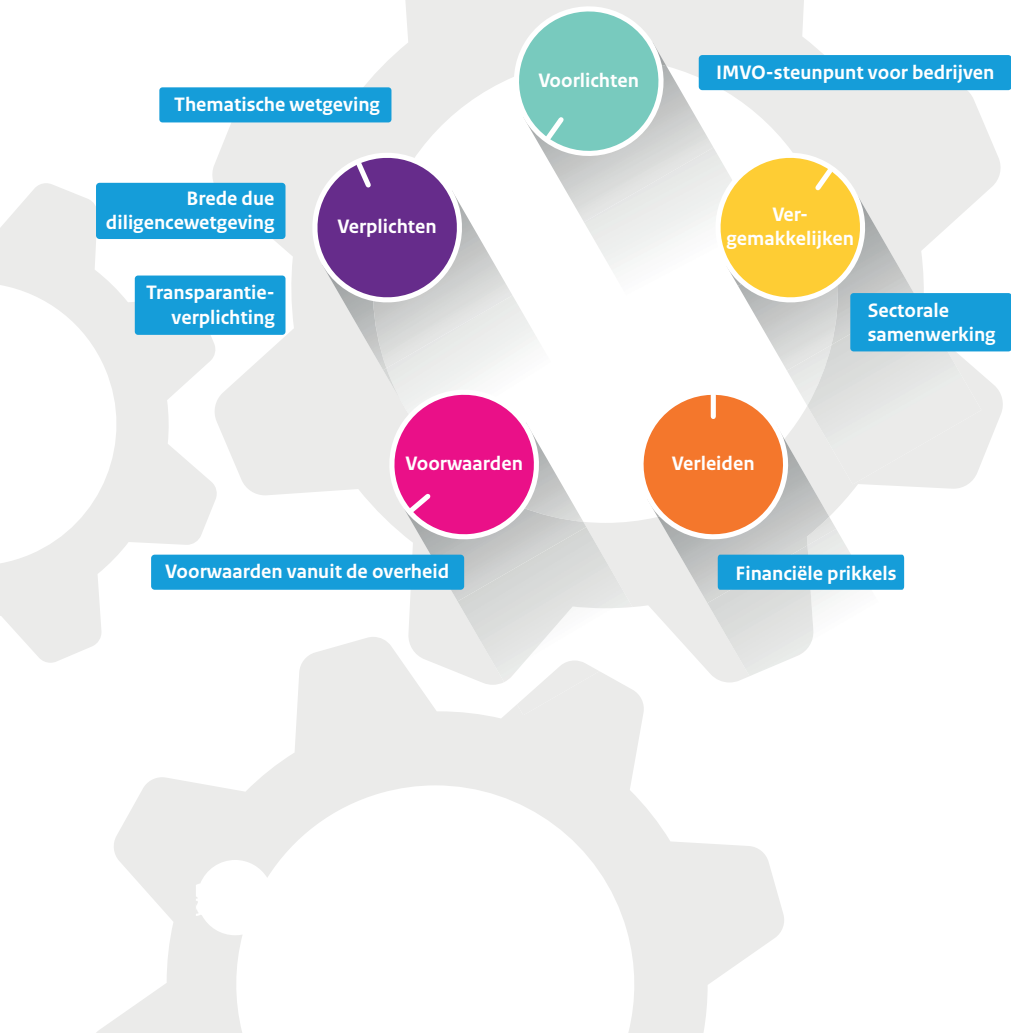 Voorlichten
IMVO-steunpunt voor bedrijven
Thematische wetgeving
Verplichten
Brede due
diligencewetgeving
Transparantie-
verplichting
Ver-
gemakkelijken
Sectorale
samenwerking
Voorwaarden
Voorwaarden vanuit de overheid
Verleiden
Financiële prikkels